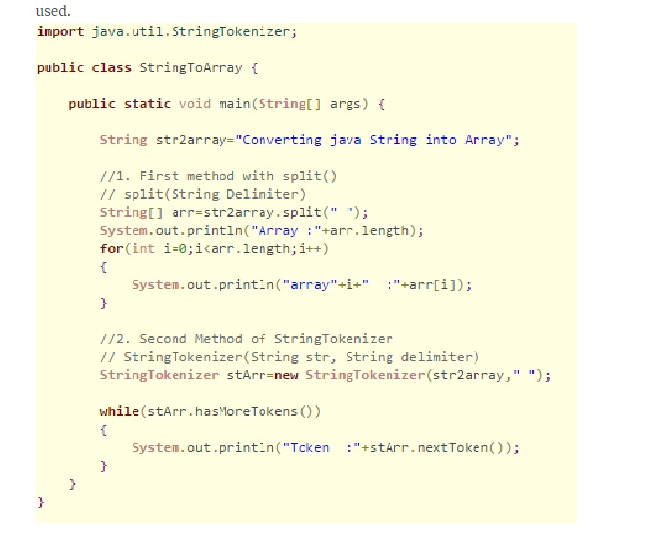 used.
import java.util.StringTokenizer;
public class StringToArray {
public static void main(String[] args) {
String str2array="Converting java String into Array";
//1. First method with split()
// split(String Delimiter)
String[] arr=str2array.split(" ");
System.out.println("Array :"+arr.length);
for(int i=0;i<arr.length;i++)
{
System.out.println("array"+i+"  :"+arr[i]);
}
//2. Second Method of StringTokenizer
// StringTokenizer(String str, String delimiter)
StringTokenizer stArr=new StringTokenizer(str2array," ");
while(stArr.hasMoreTokens())
{
System.out.println("Token  :"+stArr.nextToken());
}
}
}